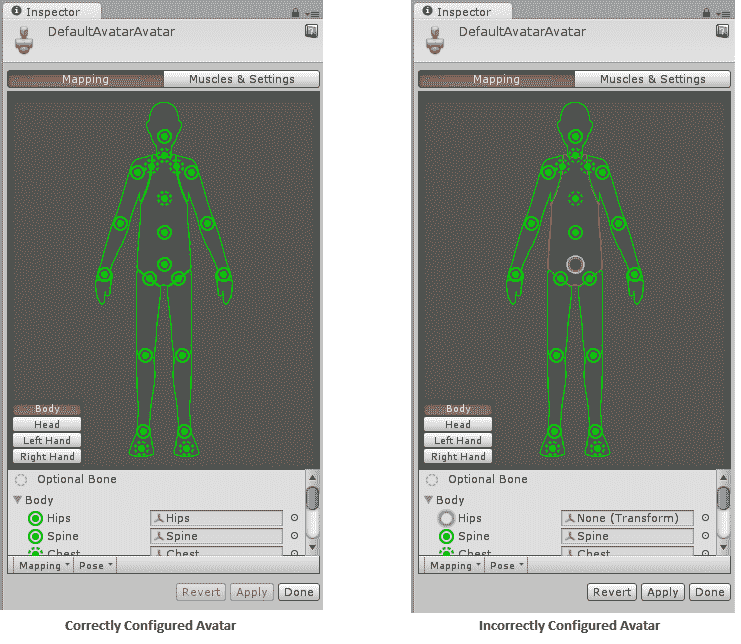 Inspector
DefaultAvatarAvatar
Mapping
Muscles & Settings
Body
Head
Left Hand
Right Hand
Optional Bone
Body
Hips
Hips
Spine
Spine
Chest
Chest
Mapping
Pose
Revert
Apply
Done
Correctly Configured Avatar
Inspector
DefaultAvatarAvatar
Mapping
Muscles & Settings
Body
Head
Left Hand
Right Hand
Optional Bone
Body
Hips
None (Transform)
Spine
Spine
Chest
Chest
Mapping
Pose
Revert
Apply
Done
Incorrectly Configured Avatar